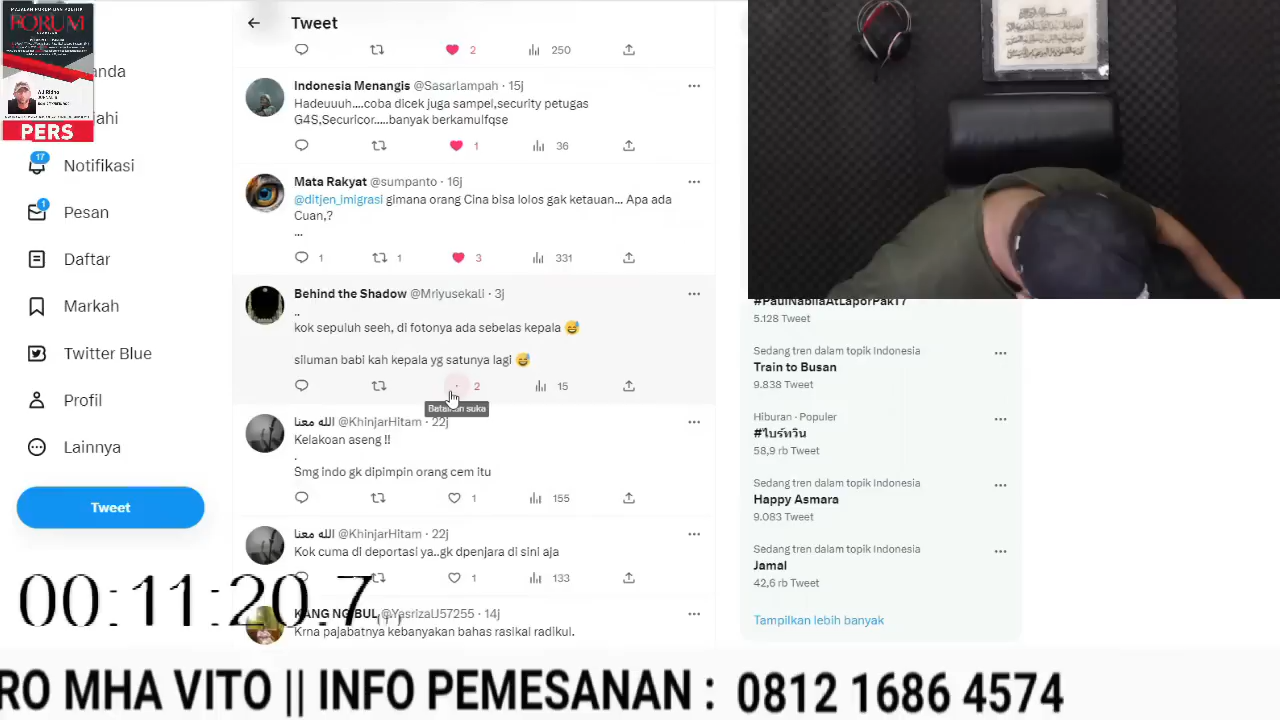 FORUM
PERS
Tweet
2
250
Indonesia Menangis @Sasarlampah · 15j
Hadeuuuh....coba dicek juga sampel,security petugas
G4S,Securicor.....banyak berkamulfqse
1
36
Mata Rakyat @sumpanto · 16j
@ditjen_imigrasi gimana orang Cina bisa lolos gak ketauan... Apa ada
Cuan,?
...
1
1
3
331
Behind the Shadow @Mriyusekali · 3j
..
kok sepuluh seeh, di fotonya ada sebelas kepala 😅
siluman babi kah kepala yg satunya lagi 😅
2
15
Batalkan suka
الله معنا @KhinjarHitam · 22j
Kelakoan aseng !!
.
Smg indo gk dipimpin orang cem itu
1
155
الله معنا @KhinjarHitam · 22j
Kok cuma di deportasi ya..gk dpenjara di sini aja
1
133
KANG NGIBUL @YasrizalJ57255 · 14j
Krna pajabatnya kebanyakan bahas rasikal radikul.
17
Notifikasi
1
Pesan
Daftar
Markah
Twitter Blue
Profil
Lainnya
Tweet
#PaulNabilaAtLaporPak17
5.128 Tweet
Sedang tren dalam topik Indonesia
Train to Busan
9.838 Tweet
Hiburan · Populer
#ไบร์ทวิน
58,9 rb Tweet
Sedang tren dalam topik Indonesia
Happy Asmara
9.083 Tweet
Sedang tren dalam topik Indonesia
Jamal
42,6 rb Tweet
Tampilkan lebih banyak
00:11:20.7
RO MHA VITO || INFO PEMESANAN : 0812 1686 4574